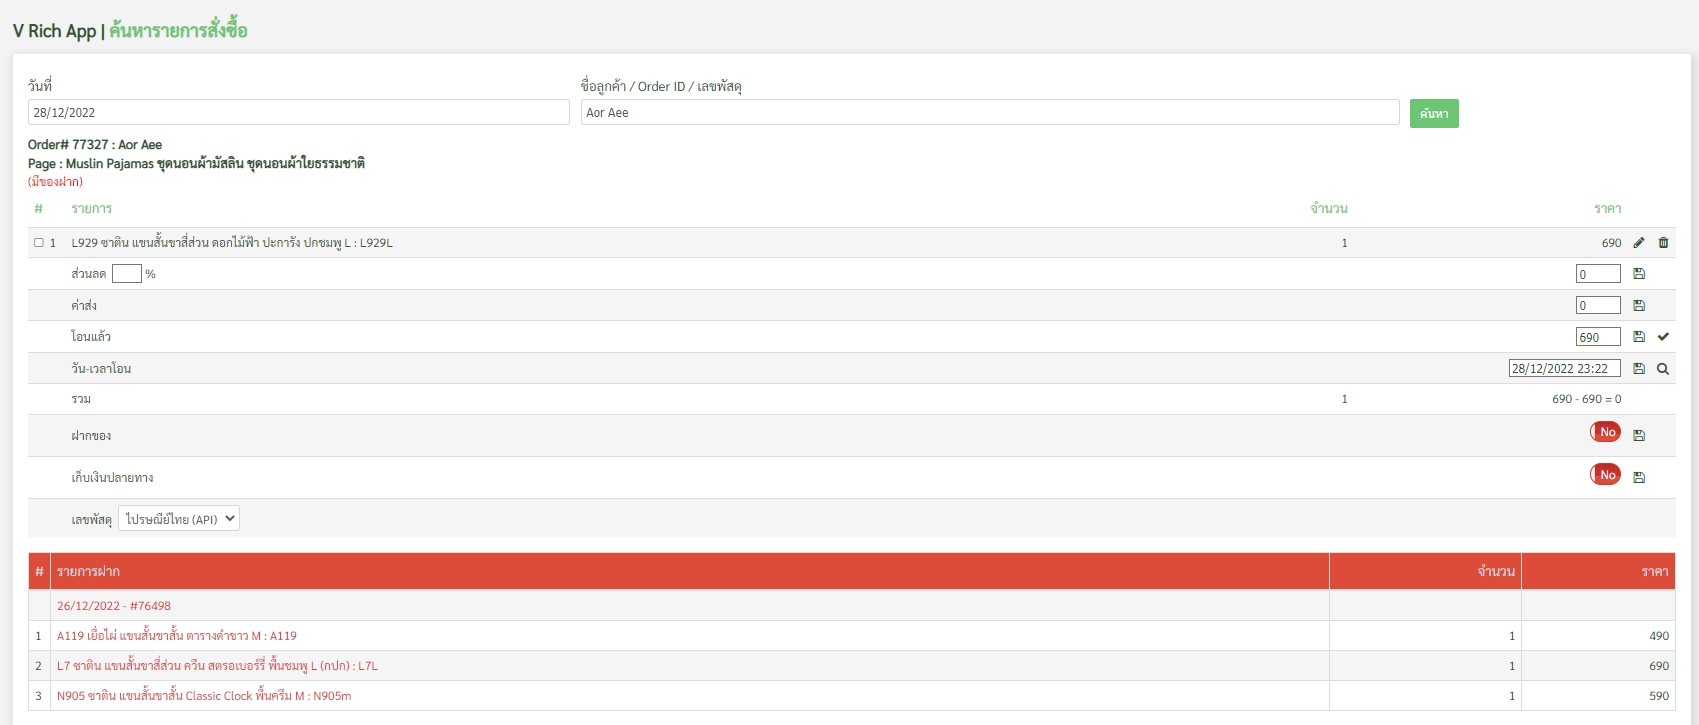 V Rich App | ค้นหารายการสั่งซื้อ
วันที่ ชื่อลูกค้า / Order ID / เลขพัสดุ
28/12/2022 Aor Aee ค้นหา
Order# 77327 : Aor Aee
Page : Muslin Pajamas ชุดนอนผ้ามัสลิน ชุดนอนผ้าใยธรรมชาติ
(มีของฝาก)
# รายการ จำนวน ราคา
1 L929 ซาติน แขนสั้นขาสี่ส่วน ดอกไม้ฟ้า ปะการัง ปกชมพู L : L929L 1 690
ส่วนลด % 0
ค่าส่ง 0
โอนแล้ว 690
วัน-เวลาโอน 28/12/2022 23:22
รวม 1 690 - 690 = 0
ฝากของ No
เก็บเงินปลายทาง No
เลขพัสดุ ไปรษณีย์ไทย (API)
# รายการฝาก จำนวน ราคา
26/12/2022 - #76498
1 A119 เยื่อไผ่ แขนสั้นขาสั้น ตารางดำขาว M : A119 1 490
2 L7 ซาติน แขนสั้นขาสี่ส่วน ควีน สตรอเบอร์รี่ พื้นชมพู L (กปก) : L7L 1 690
3 N905 ซาติน แขนสั้นขาสั้น Classic Clock พื้นครีม M : N905m 1 590